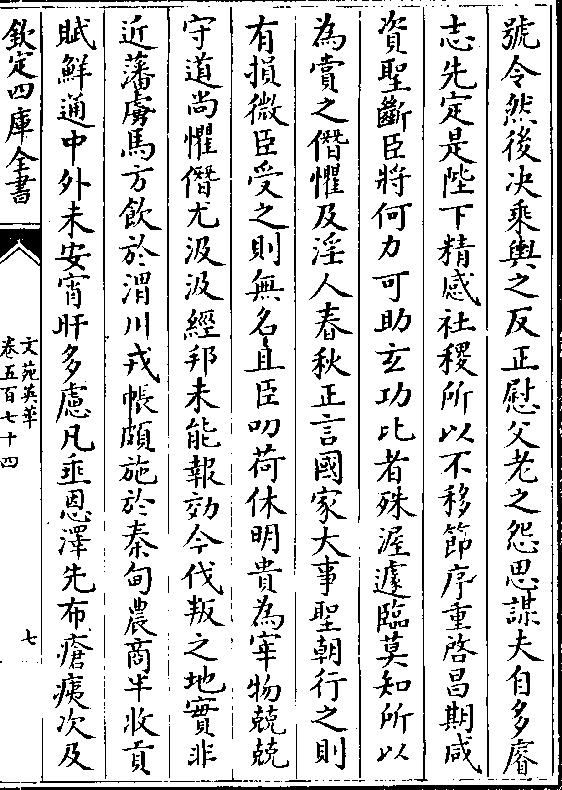 號令然後決乗輿之反正慰父老之怨思謀夫自多睿
志先定是陛下精感社稷所以不移節序重啓昌期咸
資聖斷臣將何力可助玄功比者殊渥遽臨莫知所以
為賞之僭懼及淫人春秋正言國家大事聖朝行之則
有損微臣受之則無名且臣叨荷休明貴為宰物兢兢
守道尚懼僭尤汲汲經邦未能報効今伐叛之地實非
近藩虜馬方飲於渭川戎帳頗施於秦甸農商半收貢
賦鮮通中外未安宵旰多慮凡垂恩澤先布瘡痍次及
欽定四庫全書
文苑英華
卷五百七十四
七